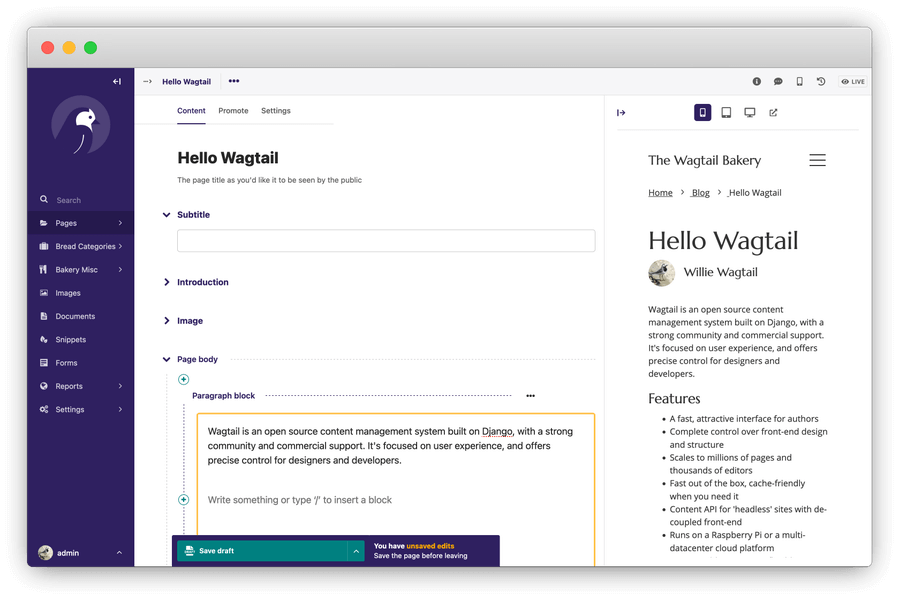 Hello Wagtail
•••
LIVE
Search
Pages
Bread Categories
Bakery Misc
Images
Documents
Snippets
Forms
Reports
Settings
admin
Content Promote Settings
Hello Wagtail
The page title as you'd like it to be seen by the public
Subtitle
Introduction
Image
Page body
Paragraph block
Wagtail is an open source content management system built on Django, with a strong
community and commercial support. It's focused on user experience, and offers
precise control for designers and developers.
Write something or type '/' to insert a block
Save draft
You have unsaved edits
Save the page before leaving
The Wagtail Bakery
Home > Blog > Hello Wagtail
Hello Wagtail
Willie Wagtail
Wagtail is an open source content
management system built on Django, with a
strong community and commercial support.
It's focused on user experience, and offers
precise control for designers and
developers.
Features
• A fast, attractive interface for authors
• Complete control over front-end design
and structure
• Scales to millions of pages and
thousands of editors
• Fast out of the box, cache-friendly
when you need it
• Content API for 'headless' sites with de-
coupled front-end
• Runs on a Raspberry Pi or a multi-
datacenter cloud platform